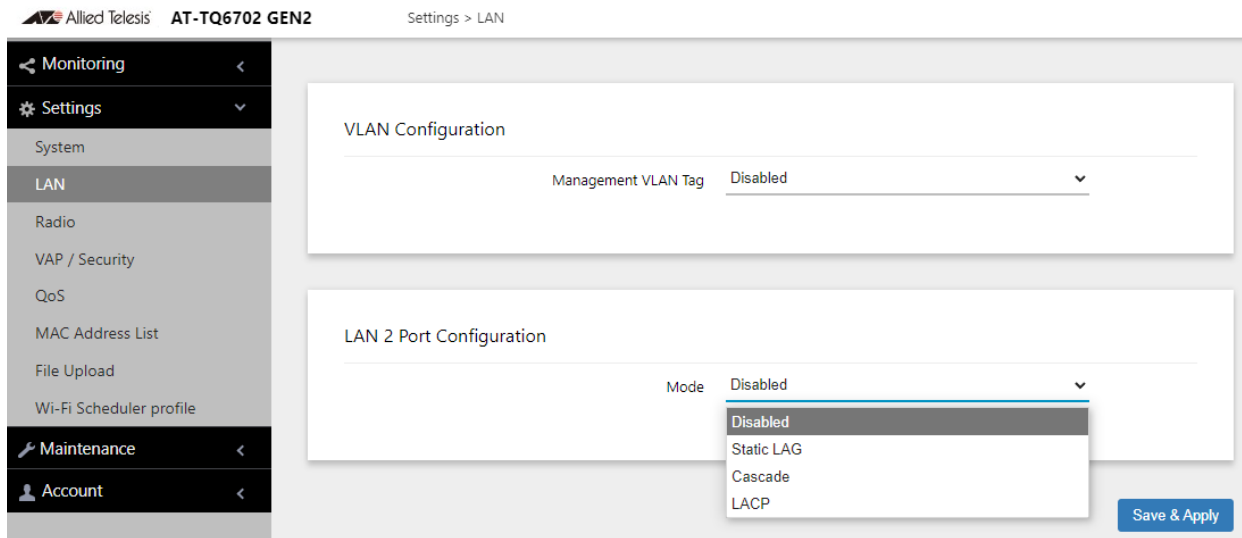 Allied Telesis AT-TQ6702 GEN2 Settings > LAN
Monitoring
Settings
System
LAN
Radio
VAP / Security
QoS
MAC Address List
File Upload
Wi-Fi Scheduler profile
Maintenance
Account
VLAN Configuration
Management VLAN Tag Disabled
LAN 2 Port Configuration
Mode Disabled
Disabled
Static LAG
Cascade
LACP
Save & Apply